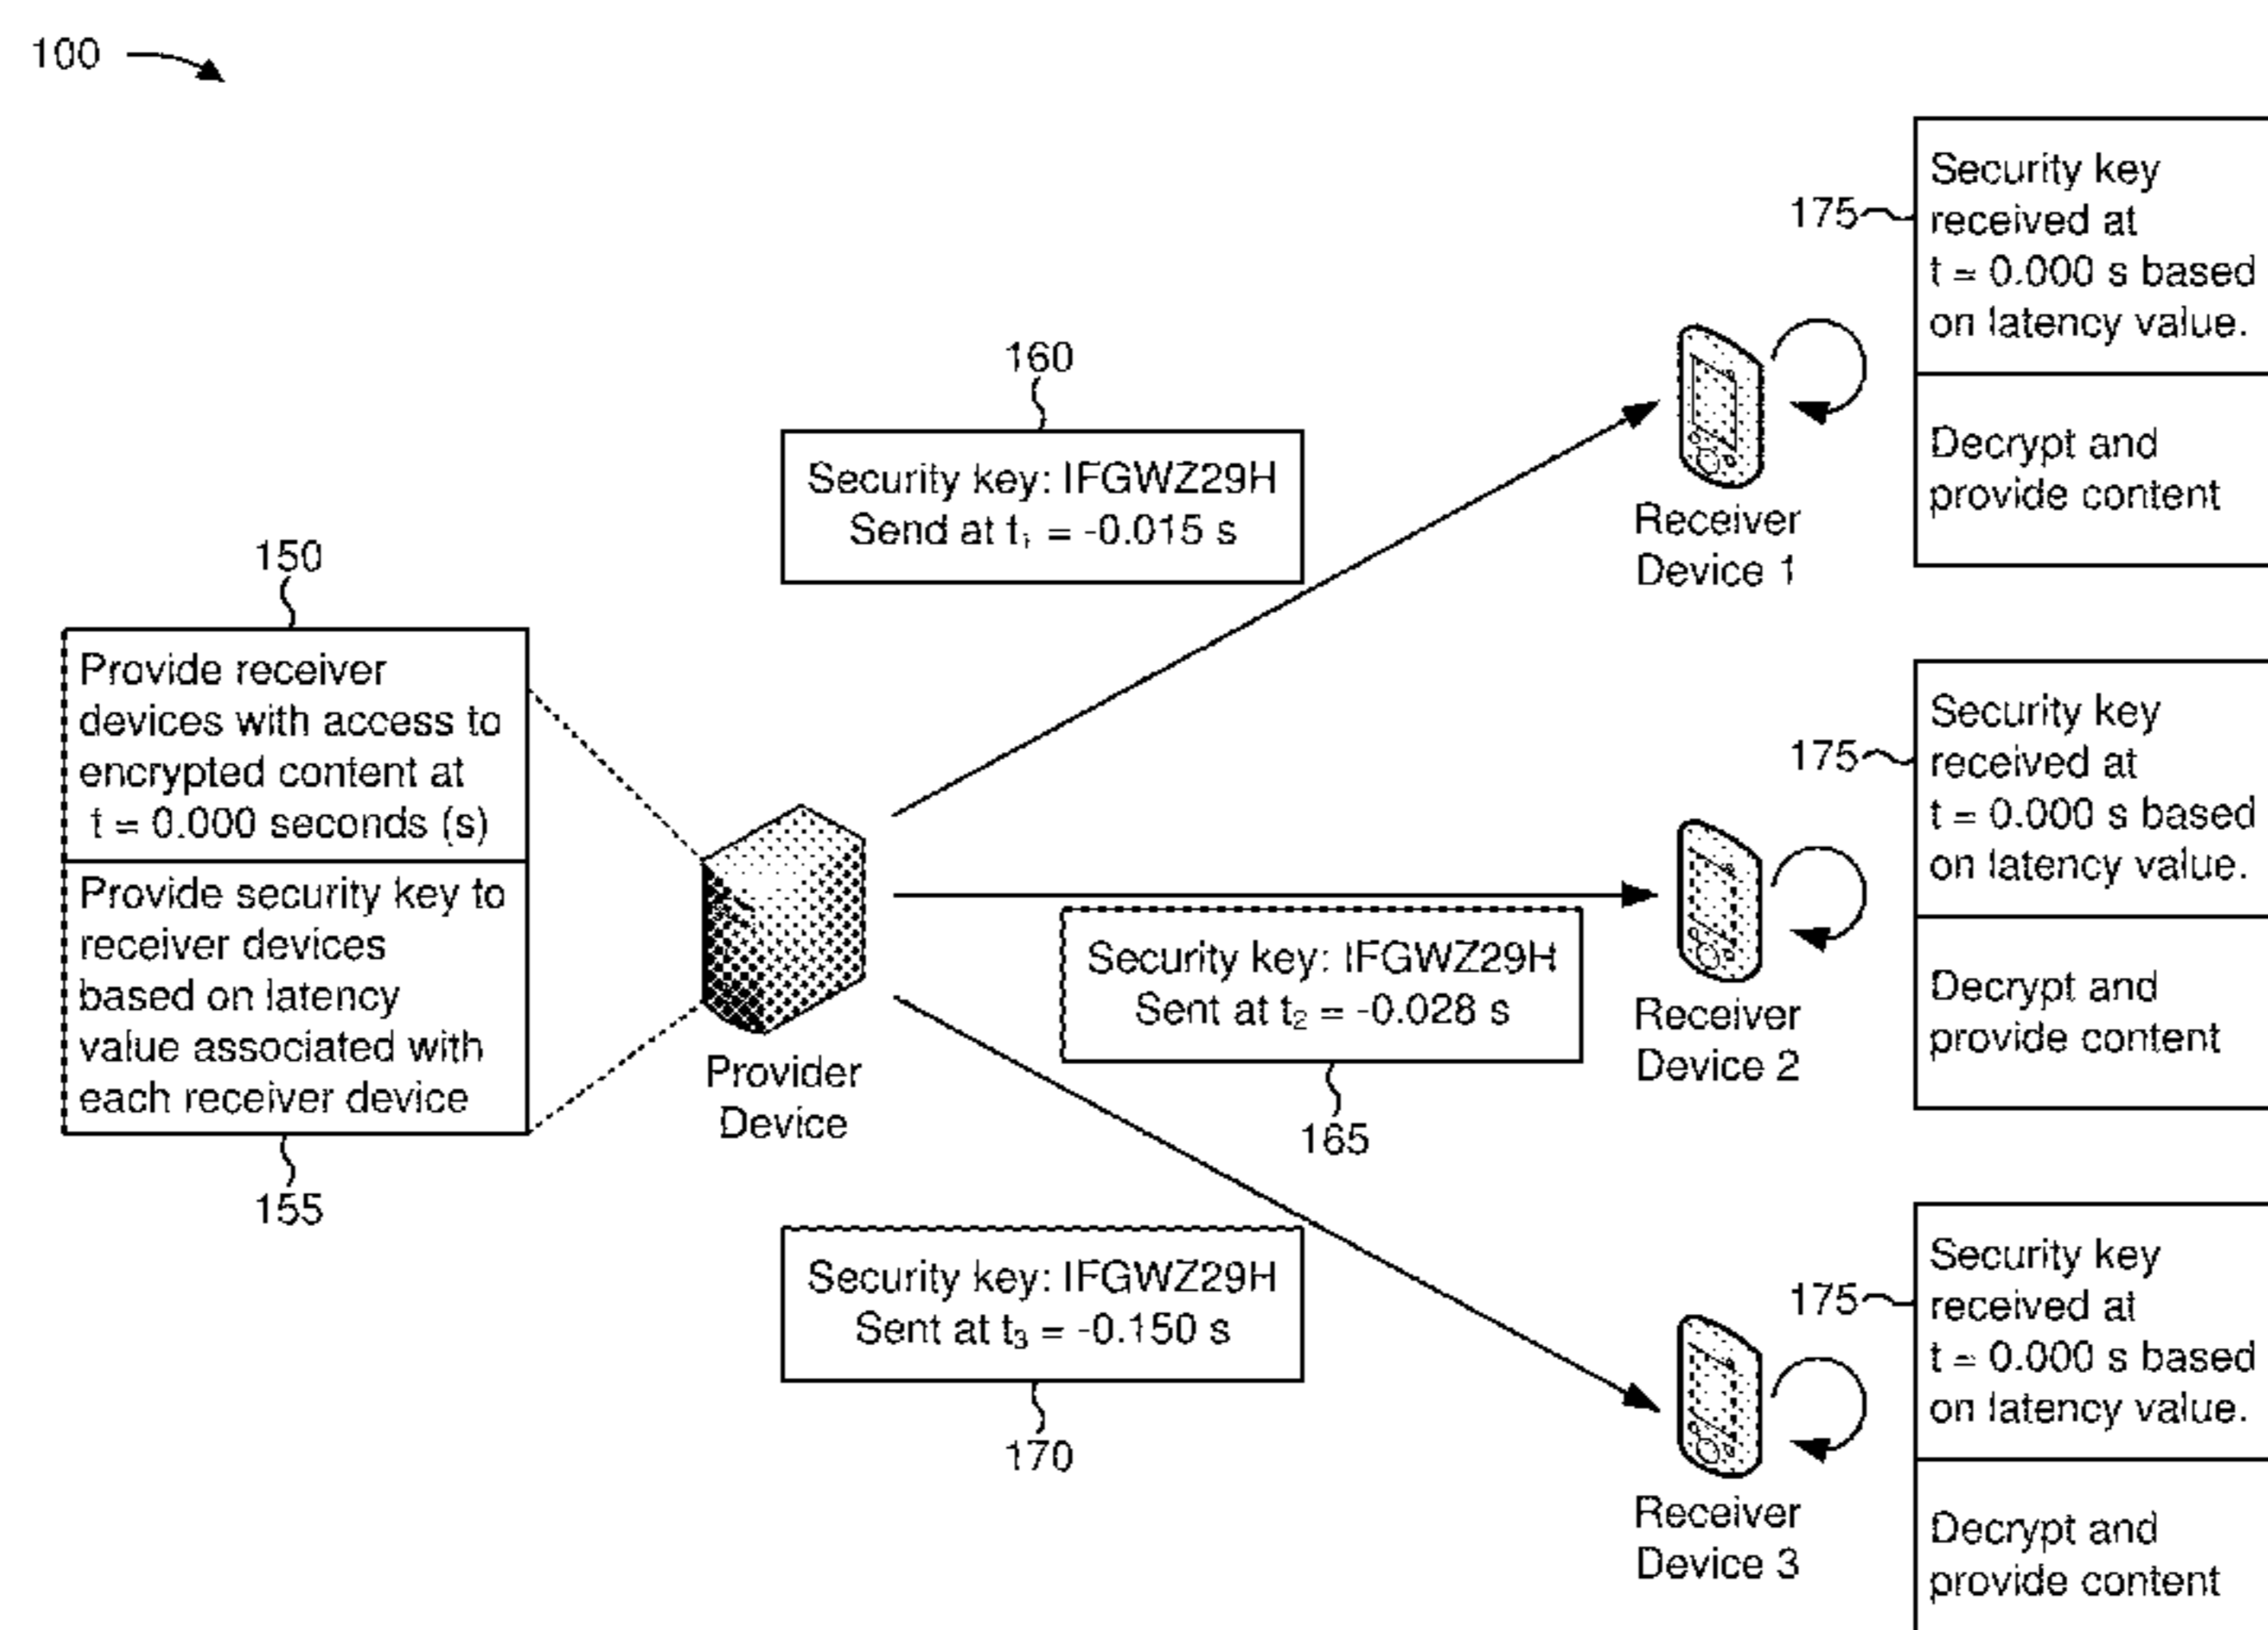 100
160
Security key: IFGWZ29H
Send at t₁ = -0.015 s
150
Provide receiver
devices with access to
encrypted content at
t = 0.000 seconds (s)
Provide security key to
receiver devices
based on latency
value associated with
each receiver device
155
Provider
Device
Security key: IFGWZ29H
Sent at t₂ = -0.028 s
165
Security key: IFGWZ29H
Sent at t₃ = -0.150 s
170
Receiver
Device 1
175
Security key
received at
t = 0.000 s based
on latency value.
Decrypt and
provide content
Receiver
Device 2
175
Security key
received at
t = 0.000 s based
on latency value.
Decrypt and
provide content
Receiver
Device 3
175
Security key
received at
t = 0.000 s based
on latency value.
Decrypt and
provide content